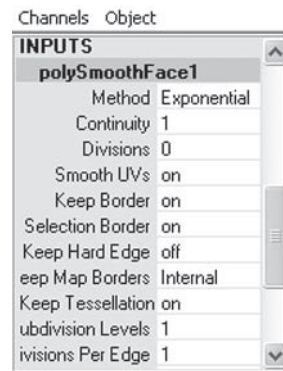 Channels Object
INPUTS
polySmoothFace1
Method Exponential
Continuity 1
Divisions 0
Smooth UVs on
Keep Border on
Selection Border on
Keep Hard Edge off
eep Map Borders Internal
Keep Tessellation on
ubdivision Levels 1
ivisions Per Edge 1